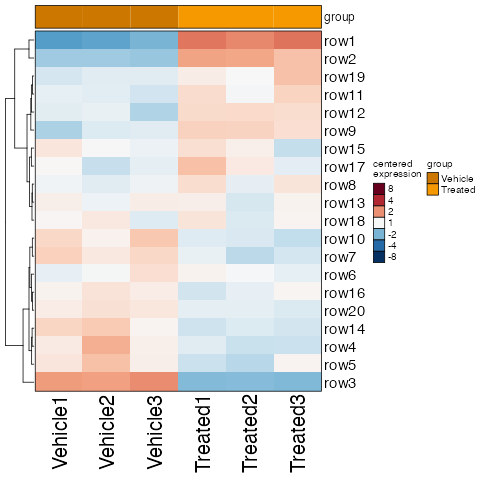 group
row1
row2
row19
row11
row12
row9
row15
row17
row8
row13
row18
row10
row7
row6
row16
row20
row14
row4
row5
row3
Vehicle1
Vehicle2
Vehicle3
Treated1
Treated2
Treated3
centered
expression
8
4
2
1
-2
-4
-8
group
Vehicle
Treated